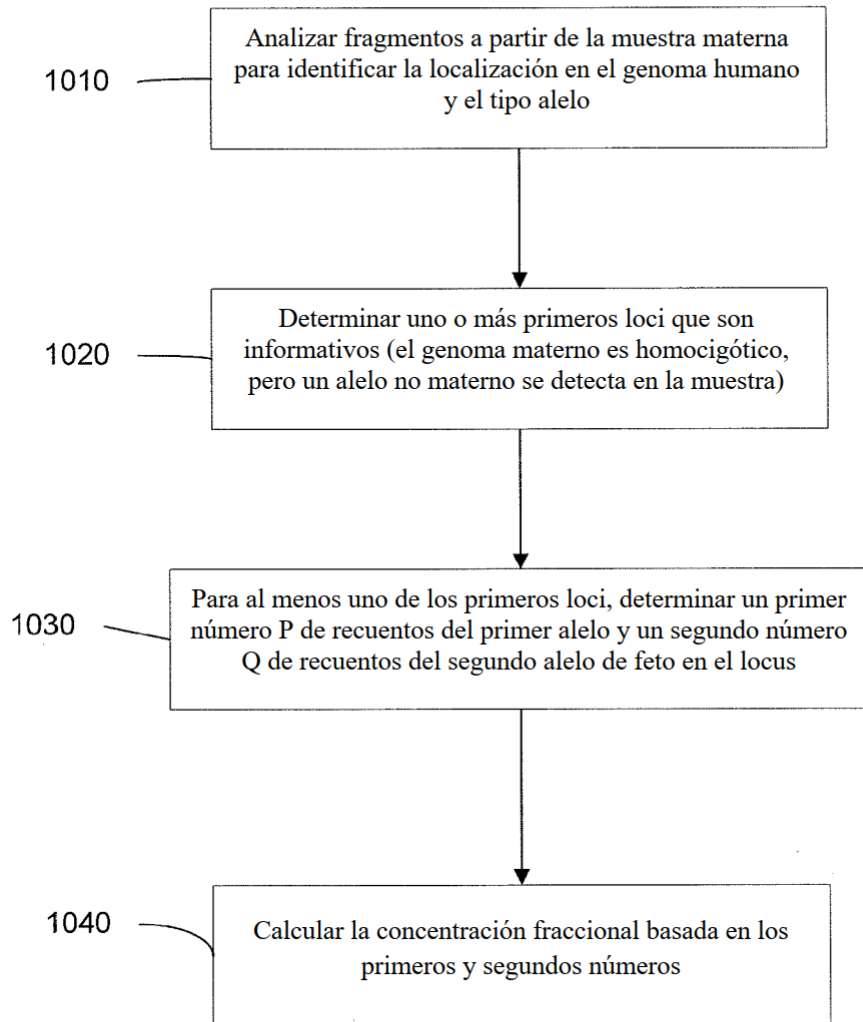 1010
Analizar fragmentos a partir de la muestra materna
para identificar la localización en el genoma humano
y el tipo alelo
1020
Determinar uno o más primeros loci que son
informativos (el genoma materno es homocigótico,
pero un alelo no materno se detecta en la muestra)
1030
Para al menos uno de los primeros loci, determinar un primer
número P de recuentos del primer alelo y un segundo número
Q de recuentos del segundo alelo de feto en el locus
1040
Calcular la concentración fraccional basada en los
primeros y segundos números